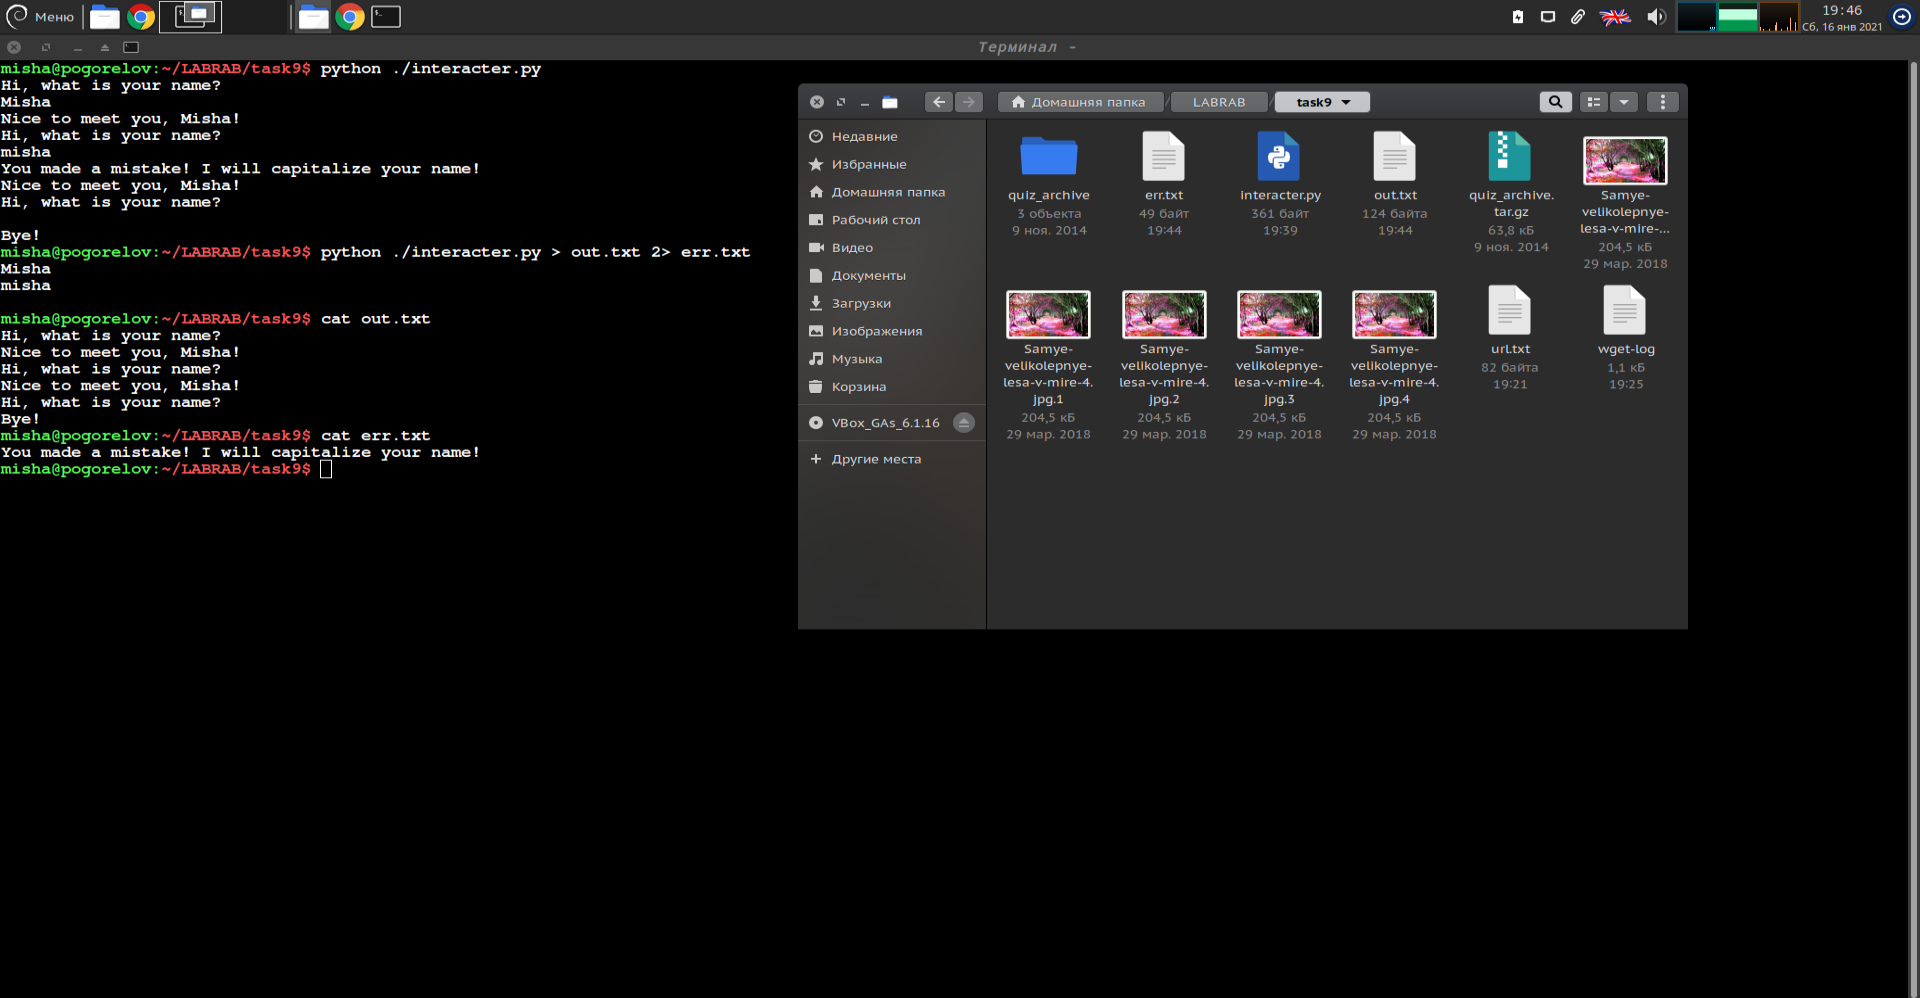 Меню
19:46
Сб, 16 янв 2021
Терминал -
misha@pogorelov:~/LABRAB/task9$ python ./interacter.py
Hi, what is your name?
Misha
Nice to meet you, Misha!
Hi, what is your name?
misha
You made a mistake! I will capitalize your name!
Nice to meet you, Misha!
Hi, what is your name?
Bye!
misha@pogorelov:~/LABRAB/task9$ python ./interacter.py > out.txt 2> err.txt
Misha
misha
misha@pogorelov:~/LABRAB/task9$ cat out.txt
Hi, what is your name?
Nice to meet you, Misha!
Hi, what is your name?
Nice to meet you, Misha!
Hi, what is your name?
Bye!
misha@pogorelov:~/LABRAB/task9$ cat err.txt
You made a mistake! I will capitalize your name!
misha@pogorelov:~/LABRAB/task9$
Домашняя папка / LABRAB / task9
Недавние
Избранные
Домашняя папка
Рабочий стол
Видео
Документы
Загрузки
Изображения
Музыка
Корзина
VBox_GAs_6.1.16
Другие места
quiz_archive
3 объекта
9 ноя. 2014
err.txt
49 байт
19:44
interacter.py
361 байт
19:39
out.txt
124 байта
19:44
quiz_archive.
tar.gz
63,8 кБ
9 ноя. 2014
Samye-
velikolepnye-
lesa-v-mire-...
204,5 кБ
29 мар. 2018
Samye-
velikolepnye-
lesa-v-mire-4.
jpg.1
204,5 кБ
29 мар. 2018
Samye-
velikolepnye-
lesa-v-mire-4.
jpg.2
204,5 кБ
29 мар. 2018
Samye-
velikolepnye-
lesa-v-mire-4.
jpg.3
204,5 кБ
29 мар. 2018
Samye-
velikolepnye-
lesa-v-mire-4.
jpg.4
204,5 кБ
29 мар. 2018
url.txt
82 байта
19:21
wget-log
1,1 кБ
19:25